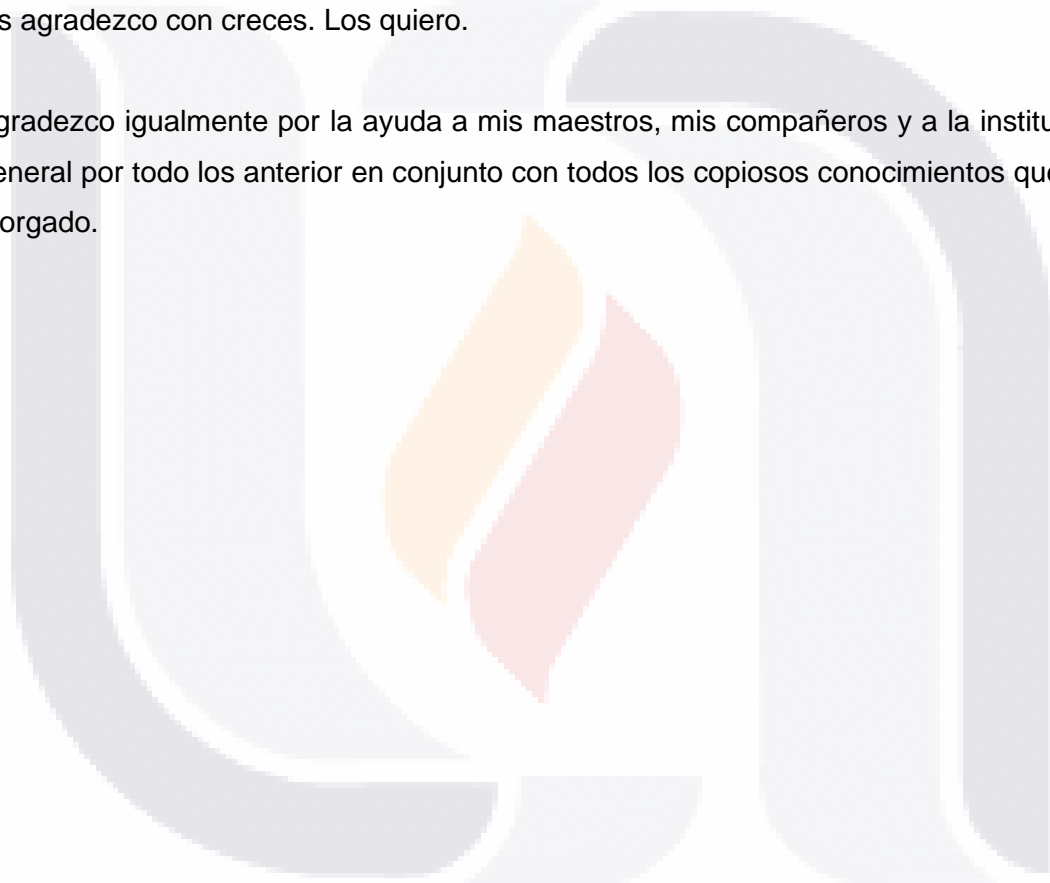 s agradezco con creces. Los quiero.
gradezco igualmente por la ayuda a mis maestros, mis compañeros y a la institu
eneral por todo los anterior en conjunto con todos los copiosos conocimientos que
orgado.